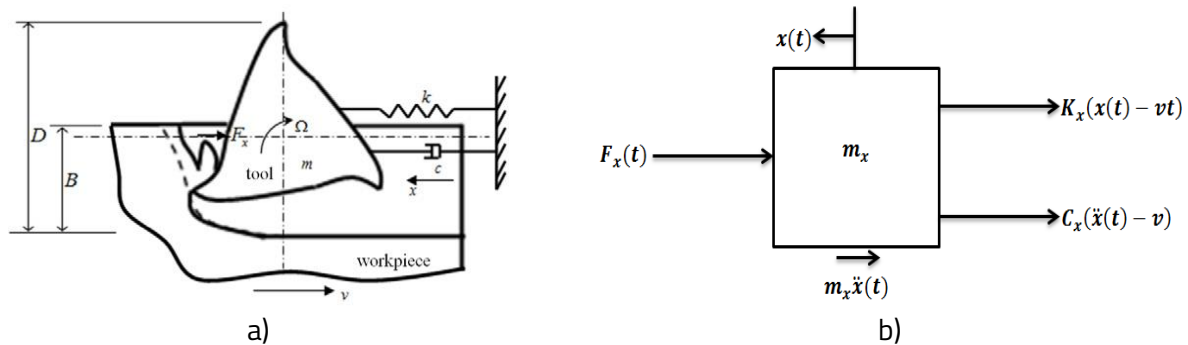 D
B
F_x
Ω
tool
m
k
c
x
workpiece
v
a)
x(t)
F_x(t)
m_x
K_x(x(t) − vt)
C_x(ẍ(t) − v)
m_xẍ(t)
b)